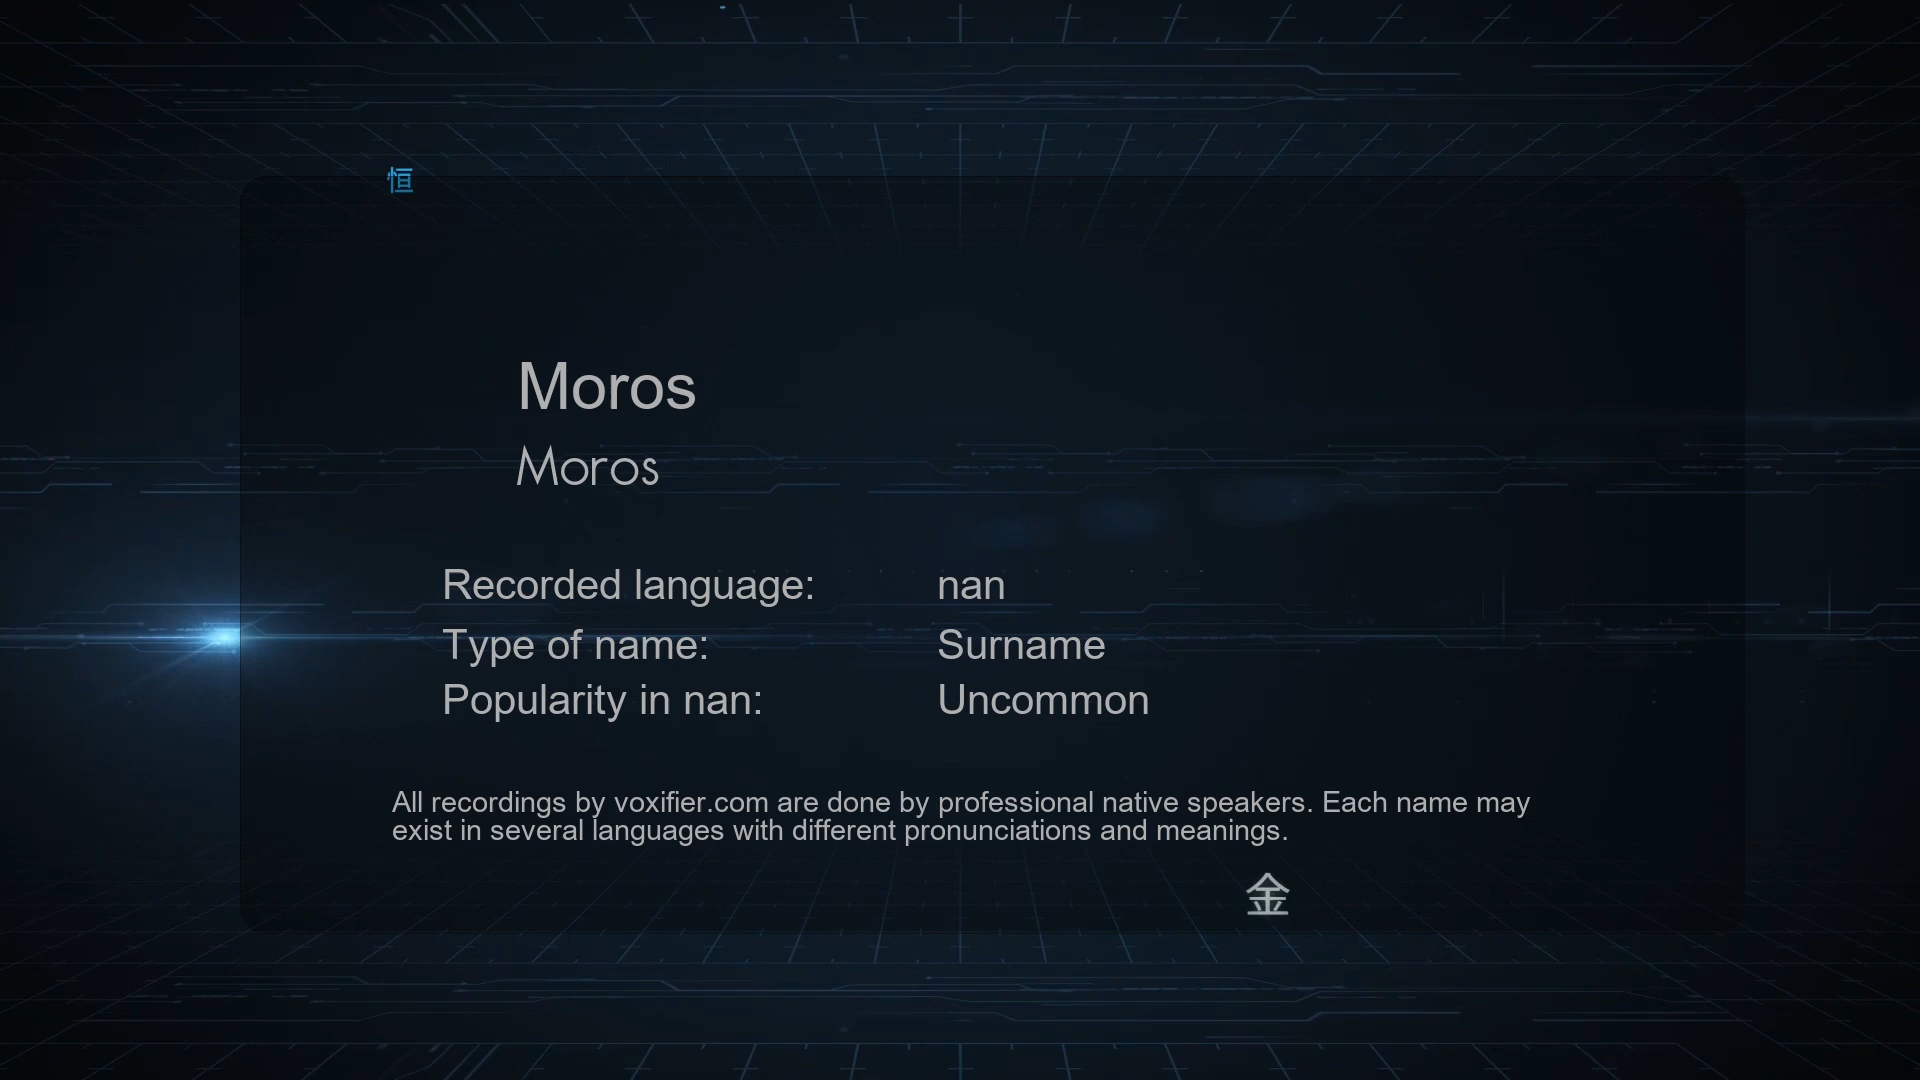 恒
Moros
Moros
Recorded language: nan
Type of name: Surname
Popularity in nan: Uncommon
All recordings by voxifier.com are done by professional native speakers. Each name may
exist in several languages with different pronunciations and meanings.
金